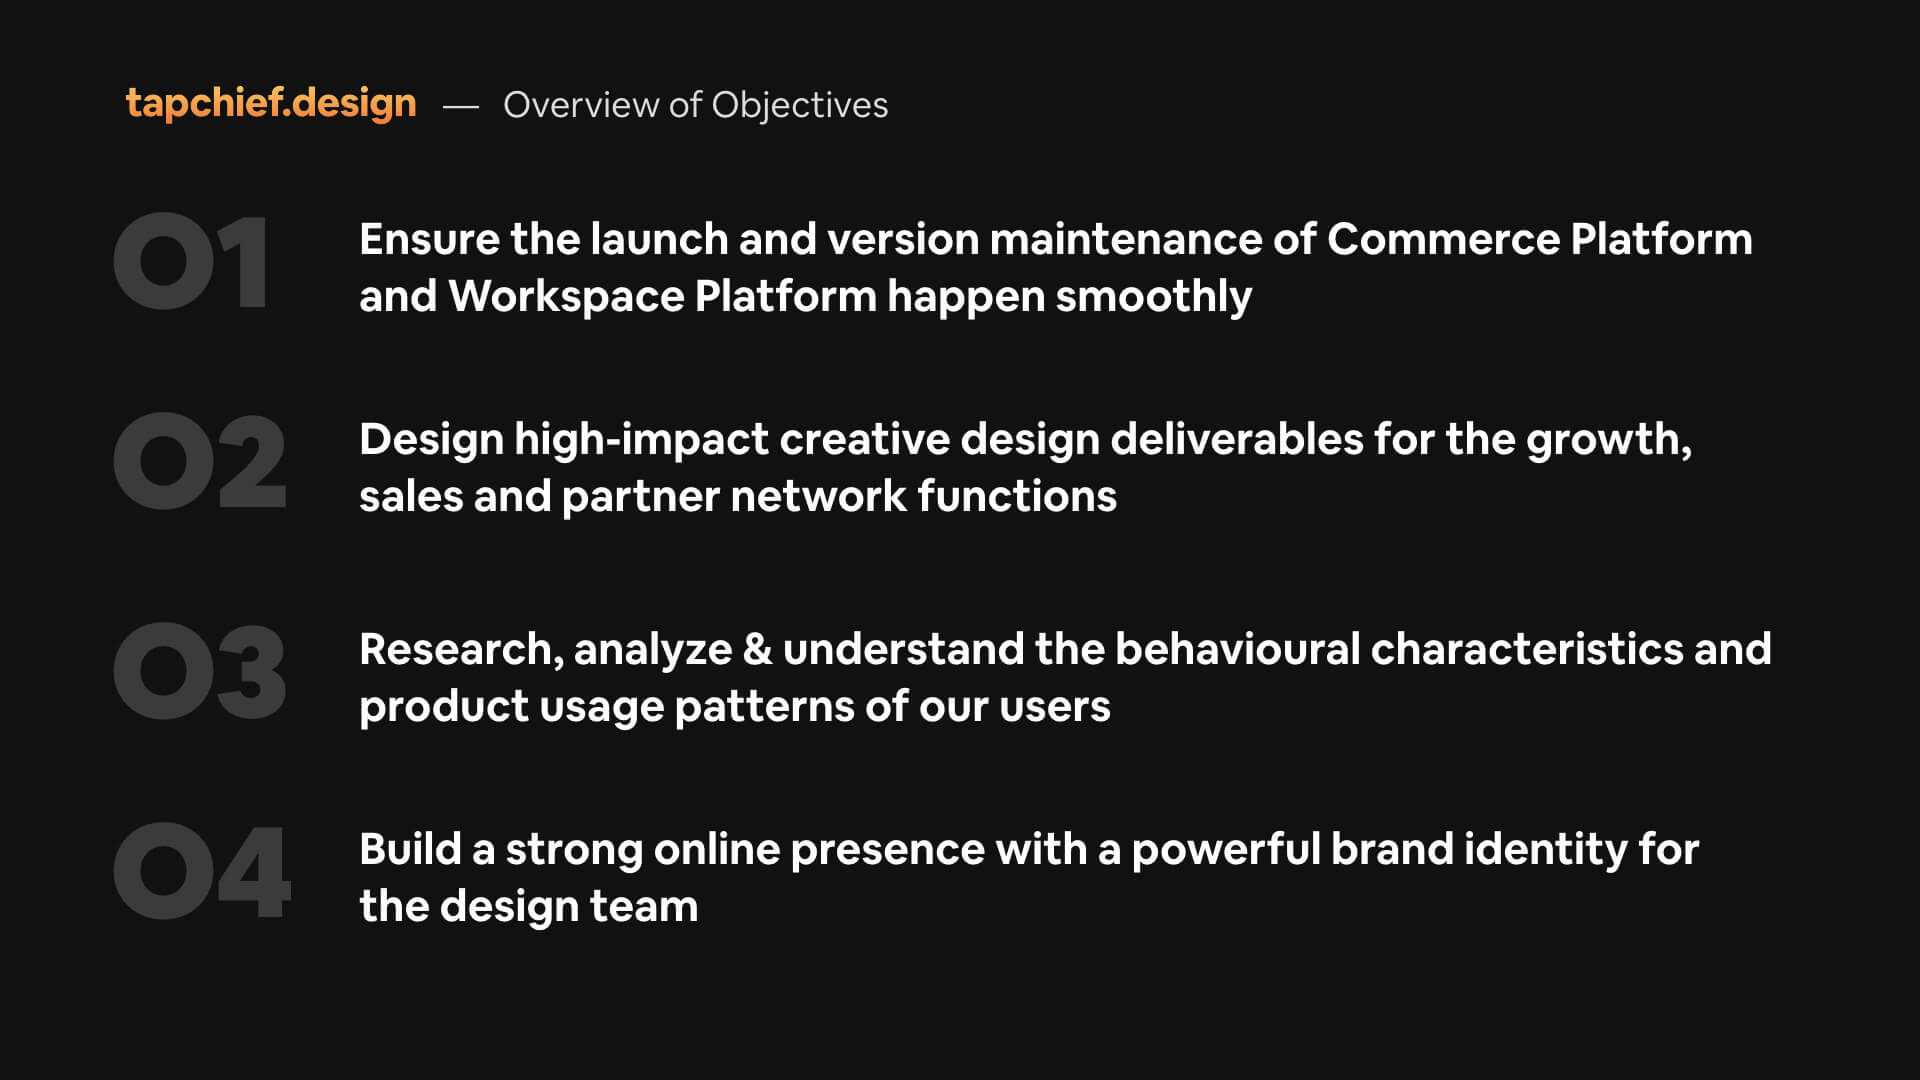 tapchief.design — Overview of Objectives
01
Ensure the launch and version maintenance of Commerce Platform
and Workspace Platform happen smoothly
02
Design high-impact creative design deliverables for the growth,
sales and partner network functions
03
Research, analyze & understand the behavioural characteristics and
product usage patterns of our users
04
Build a strong online presence with a powerful brand identity for
the design team